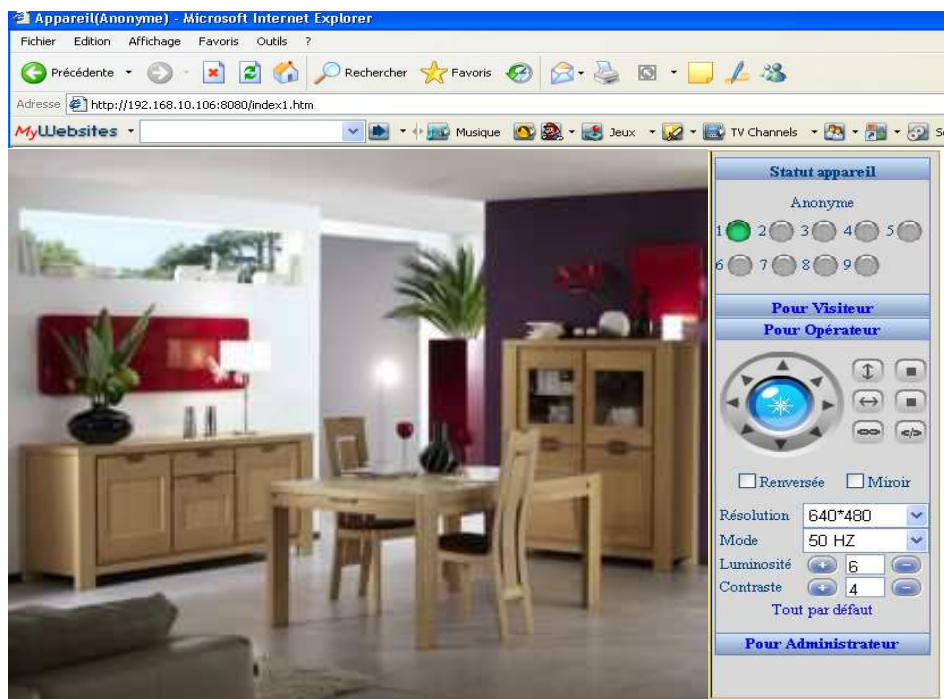 Appareil(Anonyme) - Microsoft Internet Explorer
Fichier Edition Affichage Favoris Outils ?
Précédente Rechercher Favoris
Adresse http://192.168.10.106:8080/index1.htm
MyWebsites Musique Jeux TV Channels
Statut appareil
Anonyme
1 2 3 4 5
6 7 8 9
Pour Visiteur
Pour Opérateur
Renversée Miroir
Résolution 640*480
Mode 50 HZ
Luminosité 6
Contraste 4
Tout par défaut
Pour Administrateur